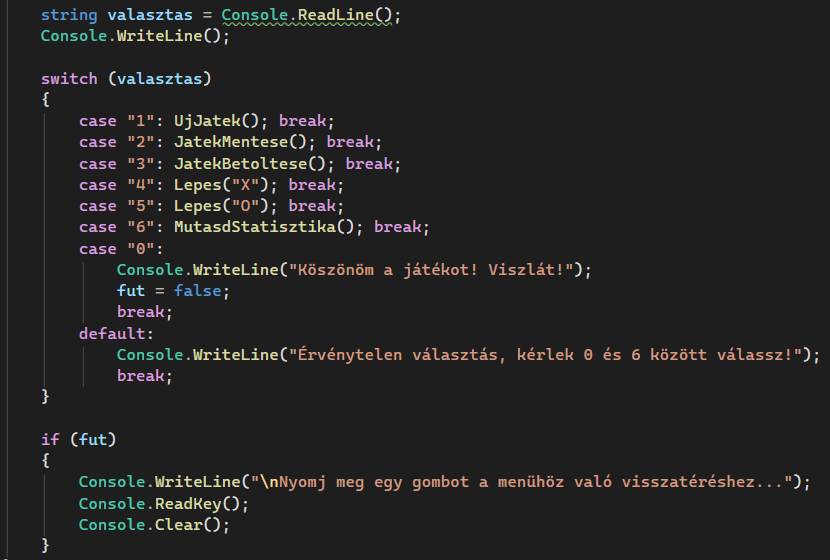 string valasztas = Console.ReadLine();
Console.WriteLine();
switch (valasztas)
{
case "1": UjJatek(); break;
case "2": JatekMentese(); break;
case "3": JatekBetoltese(); break;
case "4": Lepes("X"); break;
case "5": Lepes("O"); break;
case "6": MutasdStatisztika(); break;
case "0":
Console.WriteLine("Köszönöm a játékot! Viszlát!");
fut = false;
break;
default:
Console.WriteLine("Érvénytelen választás, kérlek 0 és 6 között válassz!");
break;
}
if (fut)
{
Console.WriteLine("\nNyomj meg egy gombot a menühöz való visszatéréshez...");
Console.ReadKey();
Console.Clear();
}